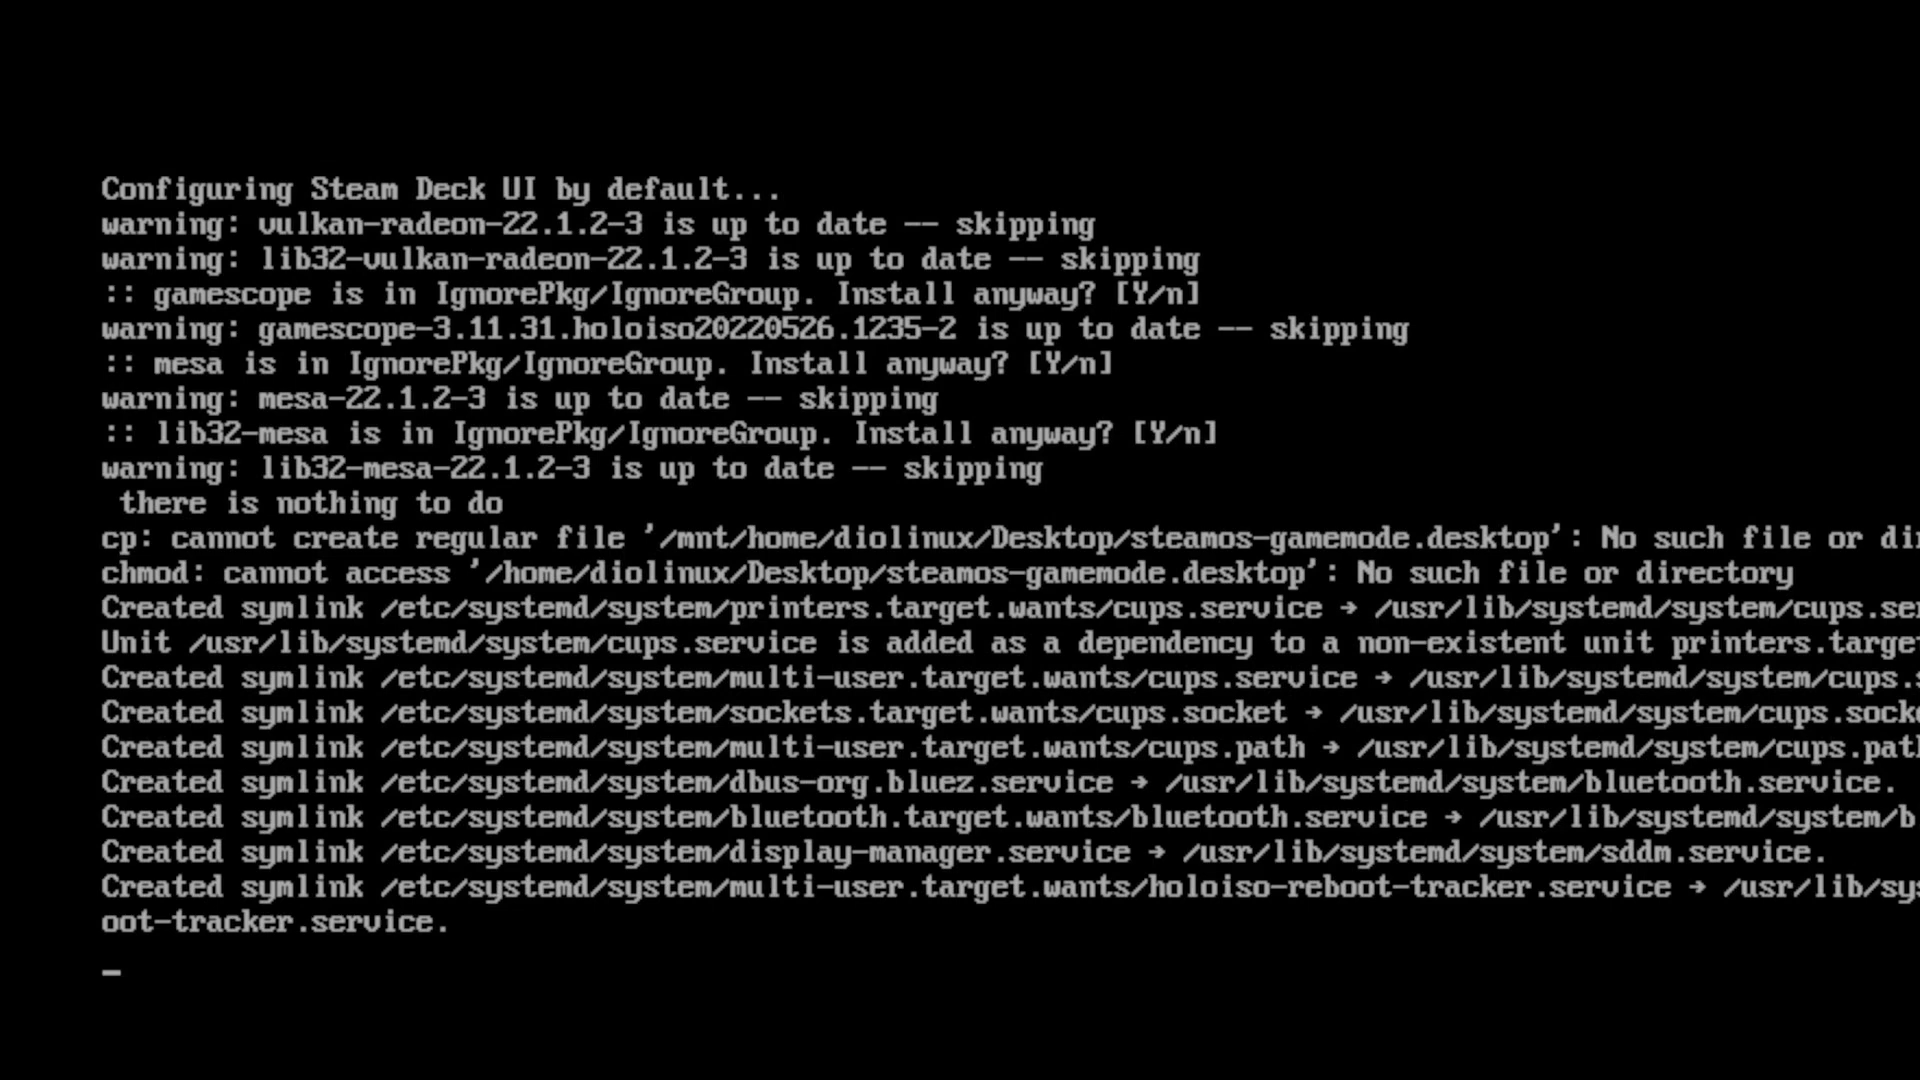 Configuring Steam Deck UI by default...
warning: vulkan-radeon-22.1.2-3 is up to date -- skipping
warning: lib32-vulkan-radeon-22.1.2-3 is up to date -- skipping
:: gamescope is in IgnorePkg/IgnoreGroup. Install anyway? [Y/n]
warning: gamescope-3.11.31.holoiso20220526.1235-2 is up to date -- skipping
:: mesa is in IgnorePkg/IgnoreGroup. Install anyway? [Y/n]
warning: mesa-22.1.2-3 is up to date -- skipping
:: lib32-mesa is in IgnorePkg/IgnoreGroup. Install anyway? [Y/n]
warning: lib32-mesa-22.1.2-3 is up to date -- skipping
there is nothing to do
cp: cannot create regular file '/mnt/home/diolinux/Desktop/steamos-gamemode.desktop': No such file or dir
chmod: cannot access '/home/diolinux/Desktop/steamos-gamemode.desktop': No such file or directory
Created symlink /etc/systemd/system/printers.target.wants/cups.service → /usr/lib/systemd/system/cups.ser
Unit /usr/lib/systemd/system/cups.service is added as a dependency to a non-existent unit printers.target
Created symlink /etc/systemd/system/multi-user.target.wants/cups.service → /usr/lib/systemd/system/cups.s
Created symlink /etc/systemd/system/sockets.target.wants/cups.socket → /usr/lib/systemd/system/cups.socke
Created symlink /etc/systemd/system/multi-user.target.wants/cups.path → /usr/lib/systemd/system/cups.path
Created symlink /etc/systemd/system/dbus-org.bluez.service → /usr/lib/systemd/system/bluetooth.service.
Created symlink /etc/systemd/system/bluetooth.target.wants/bluetooth.service → /usr/lib/systemd/system/b
Created symlink /etc/systemd/system/display-manager.service → /usr/lib/systemd/system/sddm.service.
Created symlink /etc/systemd/system/multi-user.target.wants/holoiso-reboot-tracker.service → /usr/lib/sys
oot-tracker.service.
_